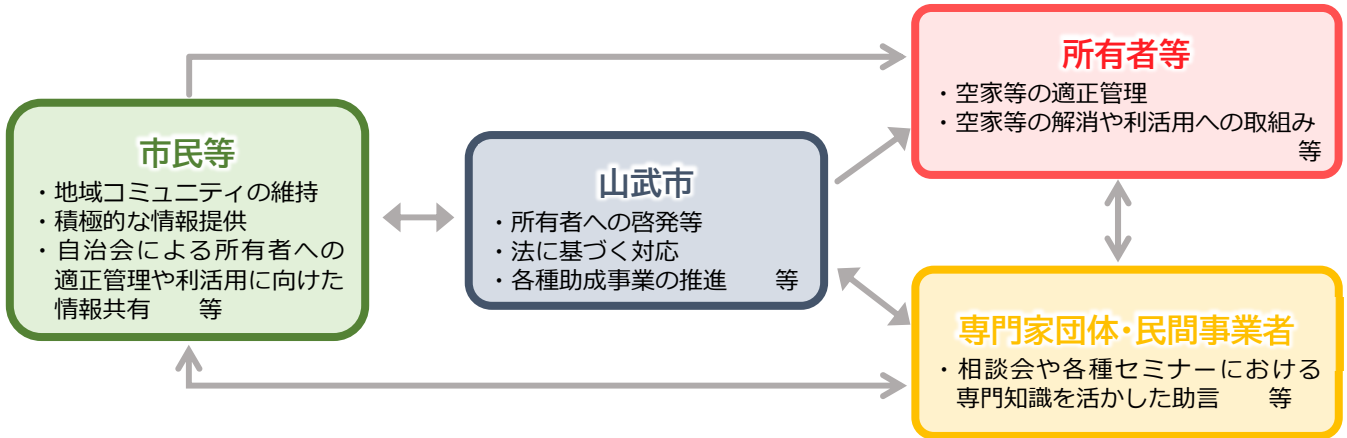 市民等
・地域コミュニティの維持
・積極的な情報提供
・自治会による所有者への
適正管理や利活用に向けた
情報共有　　等
山武市
・所有者への啓発等
・法に基づく対応
・各種助成事業の推進　　等
所有者等
・空家等の適正管理
・空家等の解消や利活用への取組み
等
専門家団体・民間事業者
・相談会や各種セミナーにおける
専門知識を活かした助言　　等